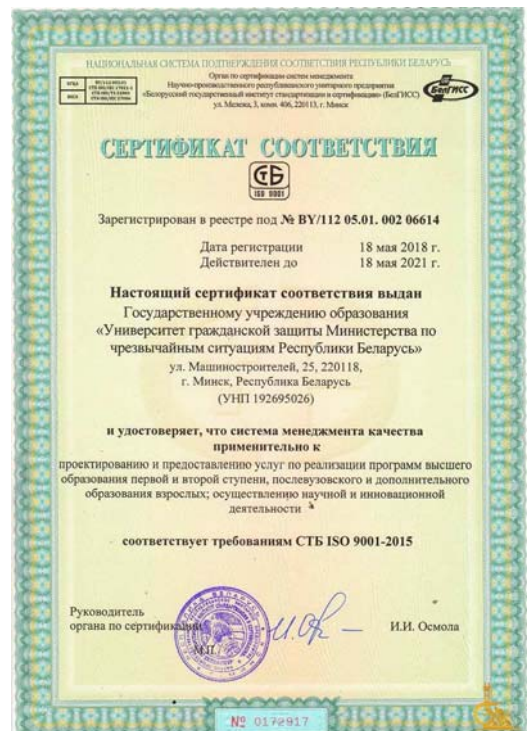 НАЦИОНАЛЬНАЯ СИСТЕМА ПОДТВЕРЖДЕНИЯ СООТВЕТСТВИЯ РЕСПУБЛИКИ БЕЛАРУСЬ
Орган по сертификации систем менеджмента
Научно-производственного республиканского унитарного предприятия
«Белорусский государственный институт стандартизации и сертификации» (БелГИСС)
ул. Мележа, 3, комн. 406, 220113, г. Минск
БелГИСС
СЕРТИФИКАТ СООТВЕТСТВИЯ
СТБ
ISO 9001
Зарегистрирован в реестре под № BY/112 05.01. 002 06614
Дата регистрации 18 мая 2018 г.
Действителен до 18 мая 2021 г.
Настоящий сертификат соответствия выдан
Государственному учреждению образования
«Университет гражданской защиты Министерства по
чрезвычайным ситуациям Республики Беларусь»
ул. Машиностроителей, 25, 220118,
г. Минск, Республика Беларусь
(УНП 192695026)
и удостоверяет, что система менеджмента качества
применительно к
проектированию и предоставлению услуг по реализации программ высшего
образования первой и второй ступени, послевузовского и дополнительного
образования взрослых; осуществлению научной и инновационной
деятельности
соответствует требованиям СТБ ISO 9001-2015
Руководитель
органа по сертификации
И.И. Осмола
М.П.
№ 0172917